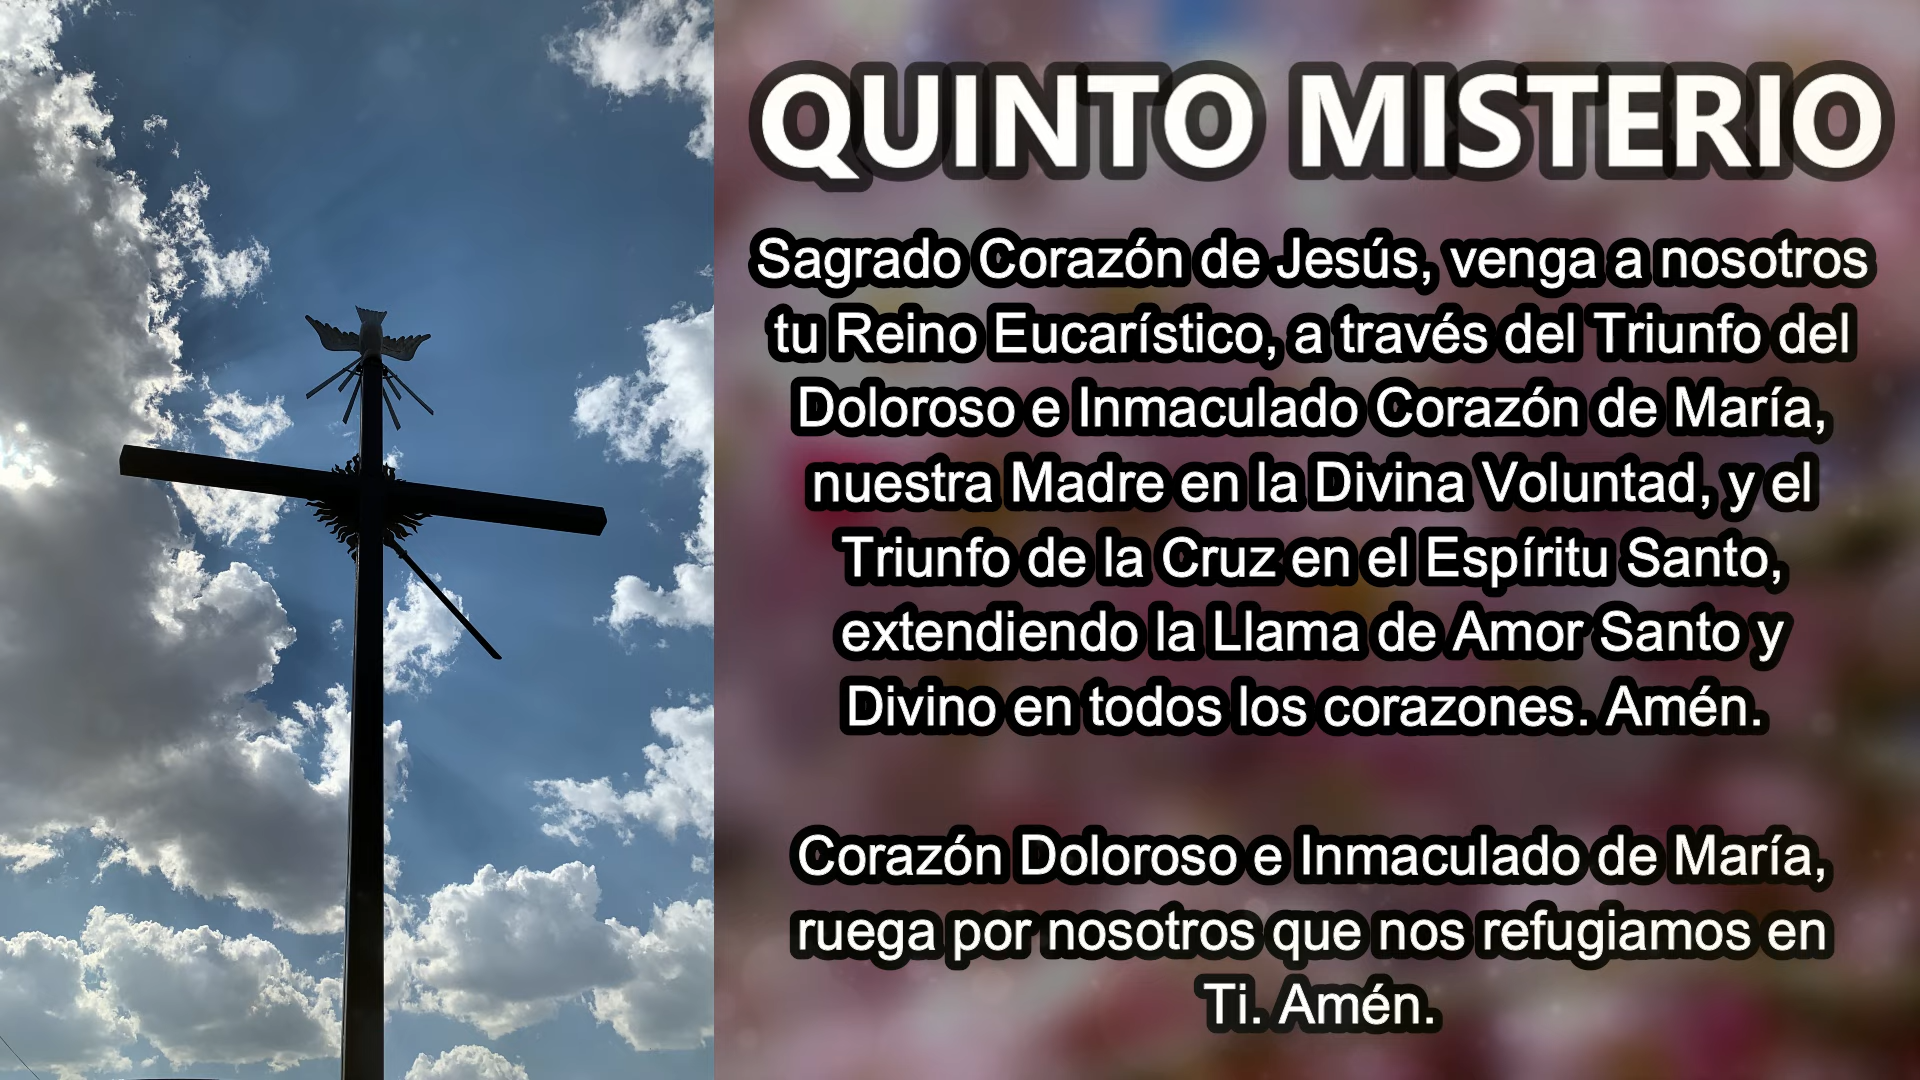 QUINTO MISTERIO
Sagrado Corazón de Jesús, venga a nosotros
tu Reino Eucarístico, a través del Triunfo del
Doloroso e Inmaculado Corazón de María,
nuestra Madre en la Divina Voluntad, y el
Triunfo de la Cruz en el Espíritu Santo,
extendiendo la Llama de Amor Santo y
Divino en todos los corazones. Amén.
Corazón Doloroso e Inmaculado de María,
ruega por nosotros que nos refugiamos en
Ti. Amén.